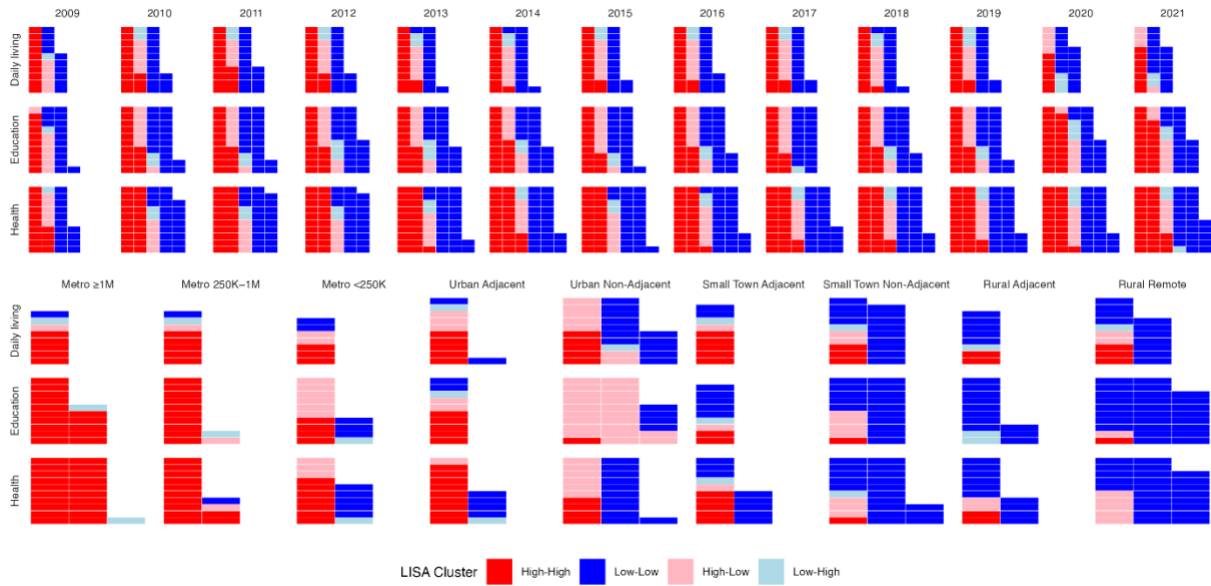 2009 2010 2011 2012 2013 2014 2015 2016 2017 2018 2019 2020 2021
Daily living
Education
Health
Metro ≥1M Metro 250K−1M Metro <250K Urban Adjacent Urban Non−Adjacent Small Town Adjacent Small Town Non−Adjacent Rural Adjacent Rural Remote
Daily living
Education
Health
LISA Cluster High−High Low−Low High−Low Low−High